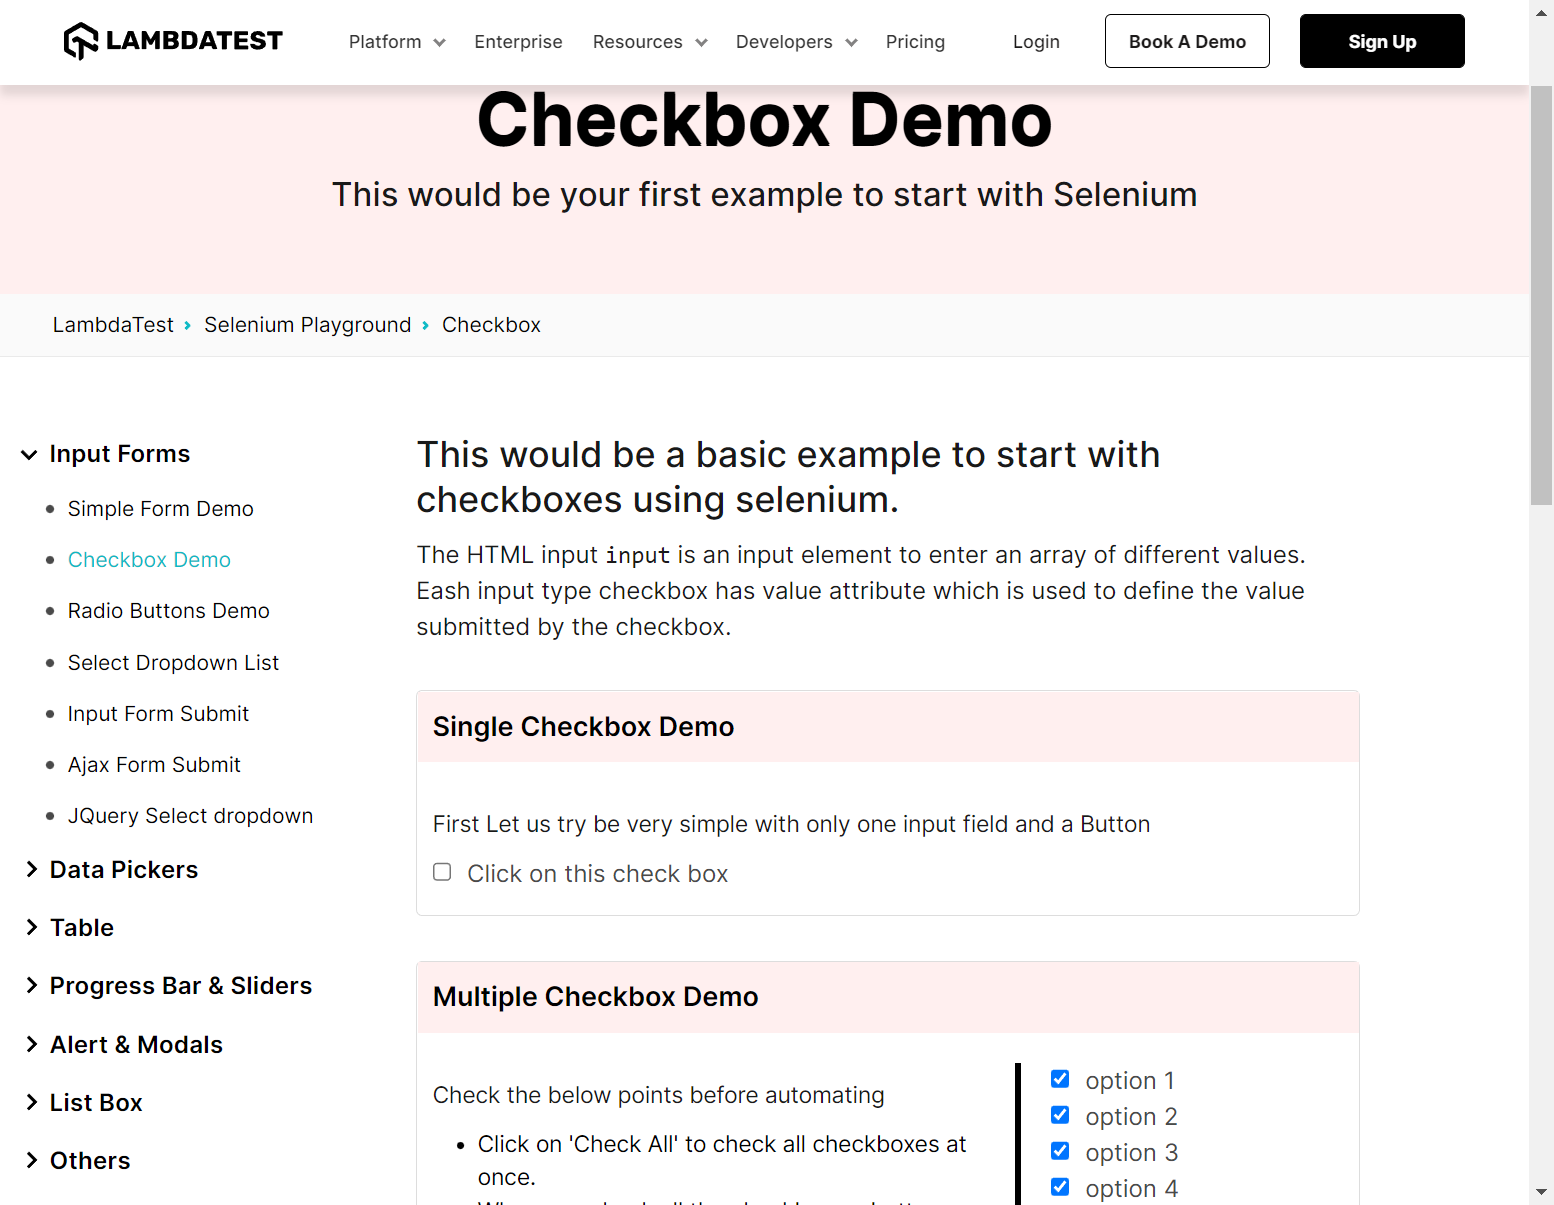 LAMBDATEST
Platform Enterprise Resources Developers Pricing Login Book A Demo Sign Up
Checkbox Demo
This would be your first example to start with Selenium
LambdaTest Selenium Playground Checkbox
Input Forms
Simple Form Demo
Checkbox Demo
Radio Buttons Demo
Select Dropdown List
Input Form Submit
Ajax Form Submit
JQuery Select dropdown
Data Pickers
Table
Progress Bar & Sliders
Alert & Modals
List Box
Others
This would be a basic example to start with
checkboxes using selenium.
The HTML input input is an input element to enter an array of different values.
Eash input type checkbox has value attribute which is used to define the value
submitted by the checkbox.
Single Checkbox Demo
First Let us try be very simple with only one input field and a Button
Click on this check box
Multiple Checkbox Demo
Check the below points before automating
Click on 'Check All' to check all checkboxes at
once.
option 1
option 2
option 3
option 4